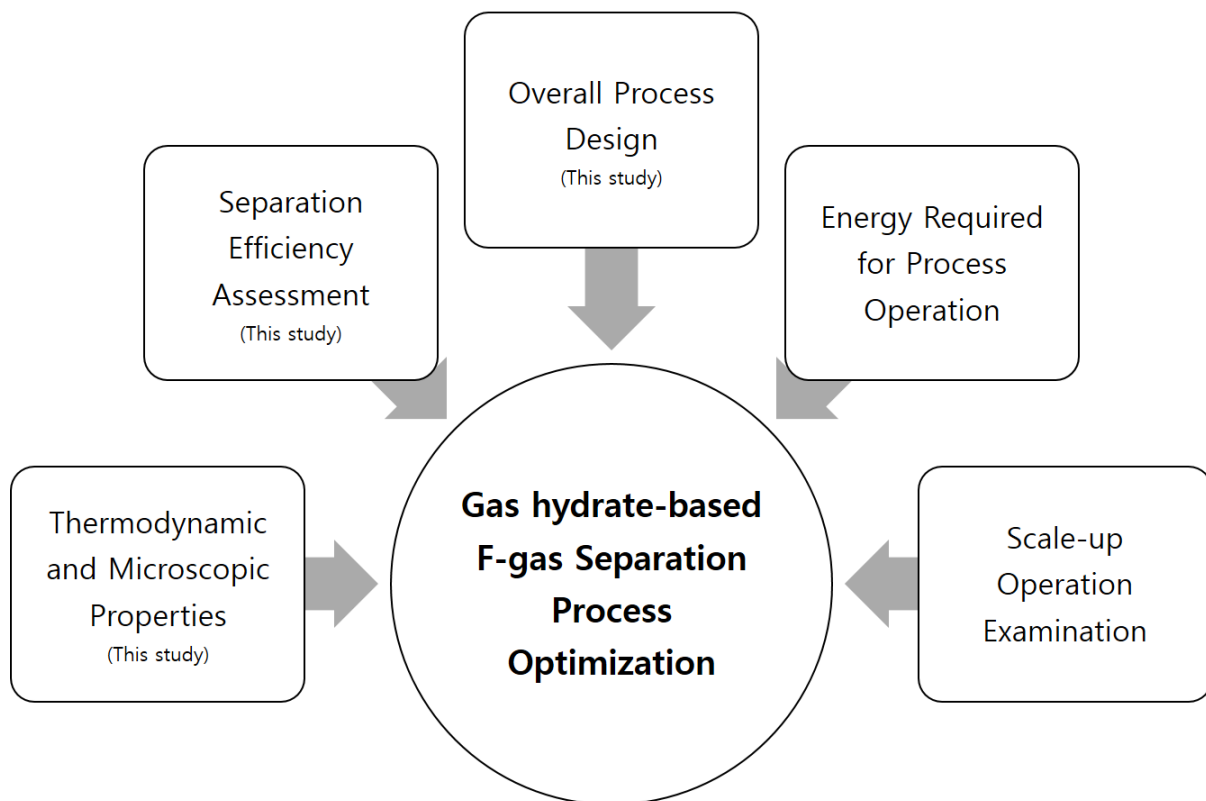 Overall Process
Design
(This study)
Separation
Efficiency
Assessment
(This study)
Energy Required
for Process
Operation
Thermodynamic
and Microscopic
Properties
(This study)
Gas hydrate-based
F-gas Separation
Process
Optimization
Scale-up
Operation
Examination